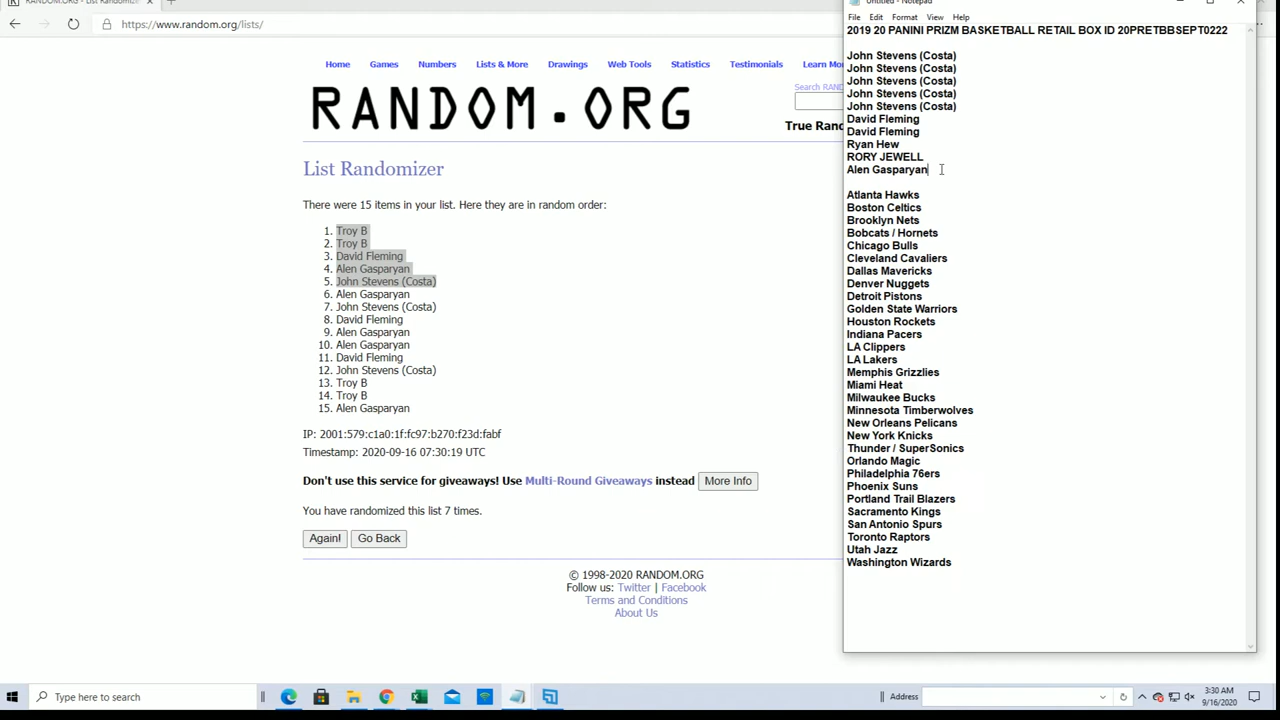 RANDOM.ORG - List Randomizer
https://www.random.org/lists/
Home Games Numbers Lists & More Drawings Web Tools Statistics Testimonials Learn Mo
Search RAND
RANDOM.ORG
True Rand
List Randomizer
There were 15 items in your list. Here they are in random order:
1. Troy B
2. Troy B
3. David Fleming
4. Alen Gasparyan
5. John Stevens (Costa)
6. Alen Gasparyan
7. John Stevens (Costa)
8. David Fleming
9. Alen Gasparyan
10. Alen Gasparyan
11. David Fleming
12. John Stevens (Costa)
13. Troy B
14. Troy B
15. Alen Gasparyan
IP: 2001:579:c1a0:1f:fc97:b270:f23d:fabf
Timestamp: 2020-09-16 07:30:19 UTC
Don't use this service for giveaways! Use Multi-Round Giveaways instead More Info
You have randomized this list 7 times.
Again! Go Back
© 1998-2020 RANDOM.ORG
Follow us: Twitter | Facebook
Terms and Conditions
About Us
Untitled - Notepad
File Edit Format View Help
2019 20 PANINI PRIZM BASKETBALL RETAIL BOX ID 20PRETBBSEPT0222
John Stevens (Costa)
John Stevens (Costa)
John Stevens (Costa)
John Stevens (Costa)
John Stevens (Costa)
David Fleming
David Fleming
Ryan Hew
RORY JEWELL
Alen Gasparyan
Atlanta Hawks
Boston Celtics
Brooklyn Nets
Bobcats / Hornets
Chicago Bulls
Cleveland Cavaliers
Dallas Mavericks
Denver Nuggets
Detroit Pistons
Golden State Warriors
Houston Rockets
Indiana Pacers
LA Clippers
LA Lakers
Memphis Grizzlies
Miami Heat
Milwaukee Bucks
Minnesota Timberwolves
New Orleans Pelicans
New York Knicks
Thunder / SuperSonics
Orlando Magic
Philadelphia 76ers
Phoenix Suns
Portland Trail Blazers
Sacramento Kings
San Antonio Spurs
Toronto Raptors
Utah Jazz
Washington Wizards
Type here to search
Address
3:30 AM
9/16/2020